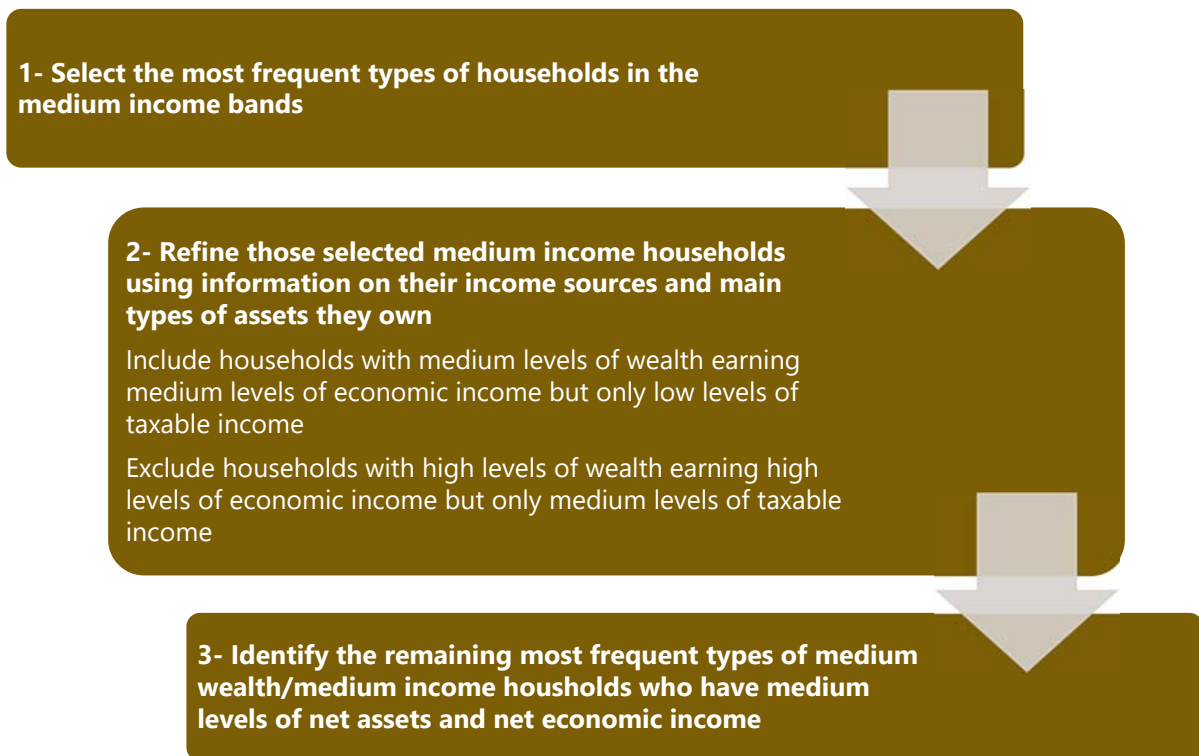 1- Select the most frequent types of households in the
medium income bands
2- Refine those selected medium income households
using information on their income sources and main
types of assets they own
Include households with medium levels of wealth earning
medium levels of economic income but only low levels of
taxable income
Exclude households with high levels of wealth earning high
levels of economic income but only medium levels of taxable
income
3- Identify the remaining most frequent types of medium
wealth/medium income housholds who have medium
levels of net assets and net economic income